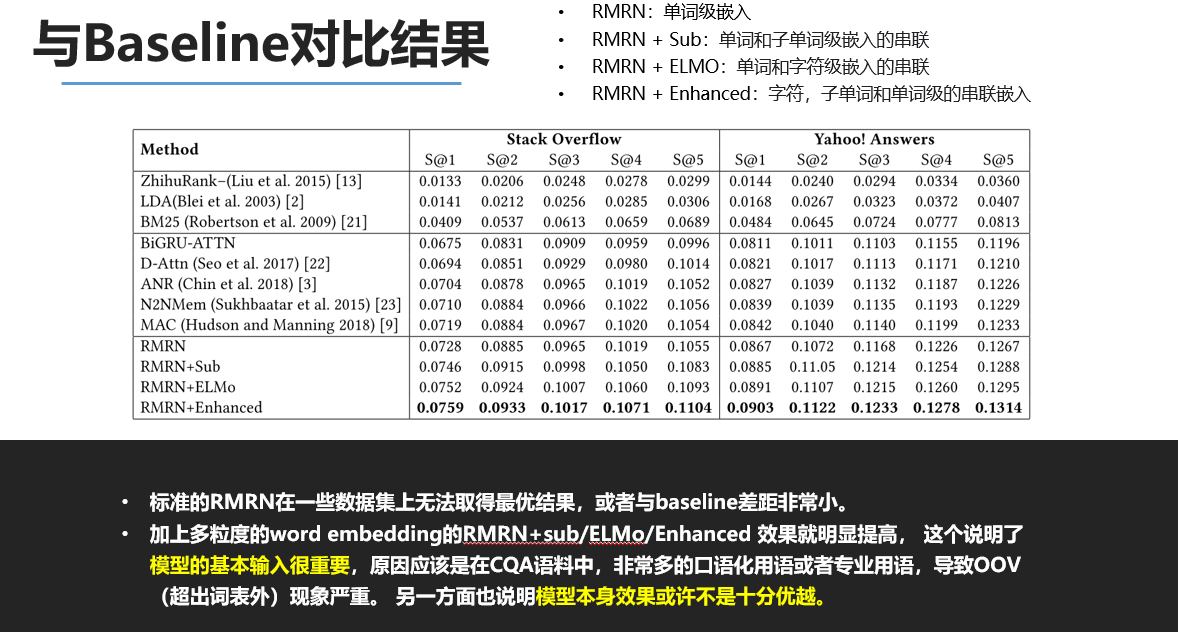 与Baseline对比结果
• RMRN：单词级嵌入
• RMRN + Sub：单词和子单词级嵌入的串联
• RMRN + ELMO：单词和字符级嵌入的串联
• RMRN + Enhanced：字符，子单词和单词级的串联嵌入
Method Stack Overflow Yahoo! Answers
S@1 S@2 S@3 S@4 S@5 S@1 S@2 S@3 S@4 S@5
ZhihuRank−(Liu et al. 2015) [13] 0.0133 0.0206 0.0248 0.0278 0.0299 0.0144 0.0240 0.0294 0.0334 0.0360
LDA(Blei et al. 2003) [2] 0.0141 0.0212 0.0256 0.0285 0.0306 0.0168 0.0267 0.0323 0.0372 0.0407
BM25 (Robertson et al. 2009) [21] 0.0409 0.0537 0.0613 0.0659 0.0689 0.0484 0.0645 0.0724 0.0777 0.0813
BiGRU-ATTN 0.0675 0.0831 0.0909 0.0959 0.0996 0.0811 0.1011 0.1103 0.1155 0.1196
D-Attn (Seo et al. 2017) [22] 0.0694 0.0851 0.0929 0.0980 0.1014 0.0821 0.1017 0.1113 0.1171 0.1210
ANR (Chin et al. 2018) [3] 0.0704 0.0878 0.0965 0.1019 0.1052 0.0827 0.1039 0.1132 0.1187 0.1226
N2NMem (Sukhbaatar et al. 2015) [23] 0.0710 0.0884 0.0966 0.1022 0.1056 0.0839 0.1039 0.1135 0.1193 0.1229
MAC (Hudson and Manning 2018) [9] 0.0719 0.0884 0.0967 0.1020 0.1054 0.0842 0.1040 0.1140 0.1199 0.1233
RMRN 0.0728 0.0885 0.0965 0.1019 0.1055 0.0867 0.1072 0.1168 0.1226 0.1267
RMRN+Sub 0.0746 0.0915 0.0998 0.1050 0.1083 0.0885 0.11.05 0.1214 0.1254 0.1288
RMRN+ELMo 0.0752 0.0924 0.1007 0.1060 0.1093 0.0891 0.1107 0.1215 0.1260 0.1295
RMRN+Enhanced 0.0759 0.0933 0.1017 0.1071 0.1104 0.0903 0.1122 0.1233 0.1278 0.1314
• 标准的RMRN在一些数据集上无法取得最优结果，或者与baseline差距非常小。
• 加上多粒度的word embedding的RMRN+sub/ELMo/Enhanced 效果就明显提高， 这个说明了
模型的基本输入很重要，原因应该是在CQA语料中，非常多的口语化用语或者专业用语，导致OOV
（超出词表外）现象严重。 另一方面也说明模型本身效果或许不是十分优越。